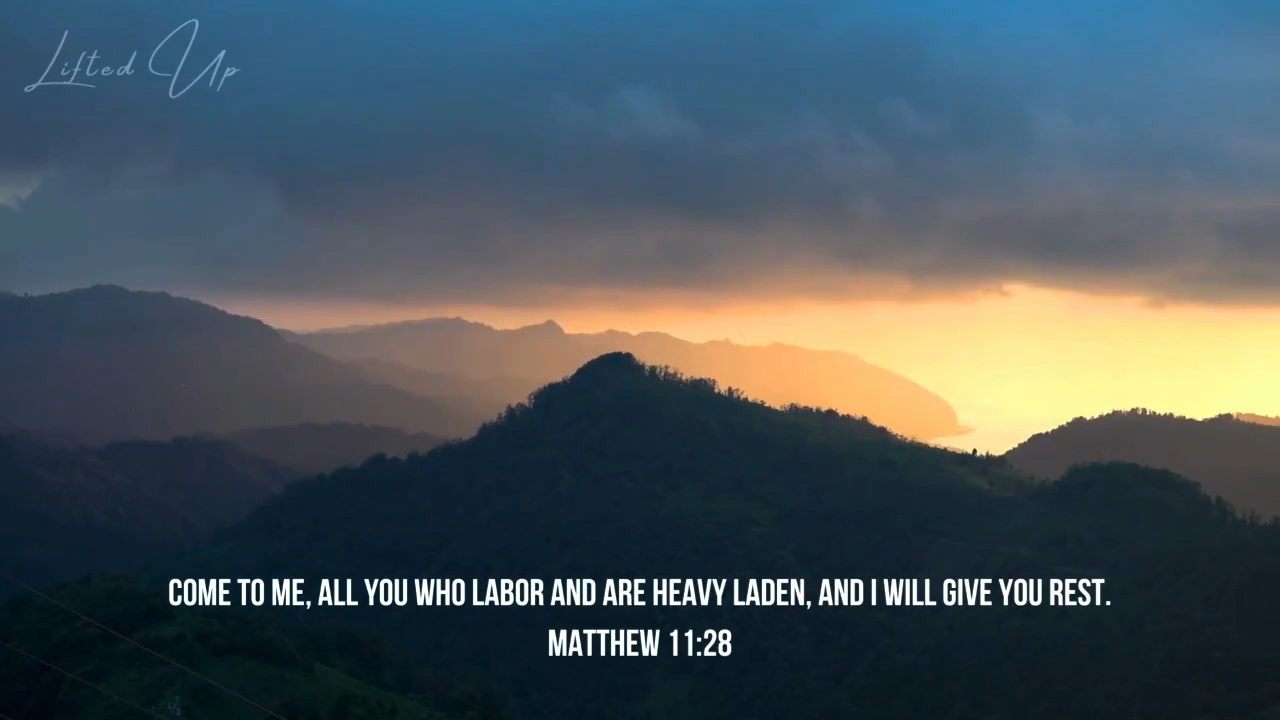 Lifted Up
COME TO ME, ALL YOU WHO LABOR AND ARE HEAVY LADEN, AND I WILL GIVE YOU REST.
MATTHEW 11:28